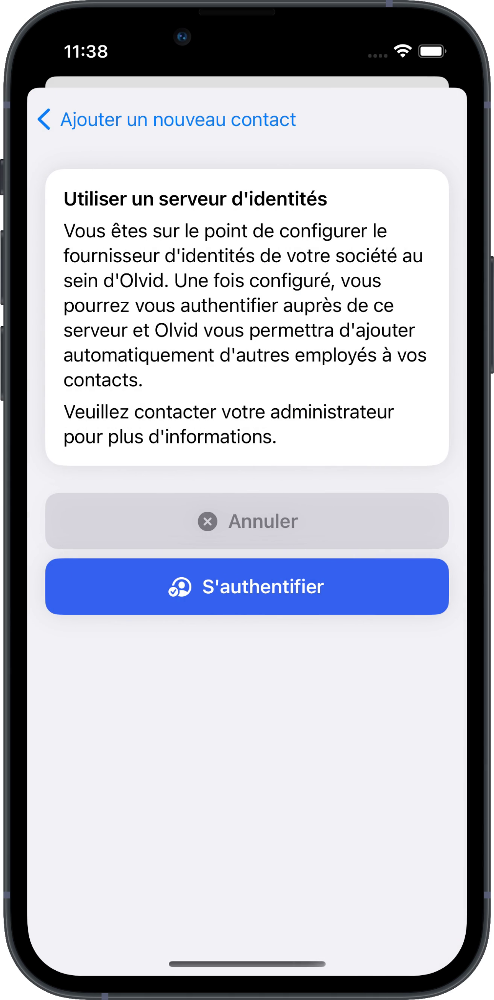 11:38
Ajouter un nouveau contact
Utiliser un serveur d'identités
Vous êtes sur le point de configurer le
fournisseur d'identités de votre société au
sein d'Olvid. Une fois configuré, vous
pourrez vous authentifier auprès de ce
serveur et Olvid vous permettra d'ajouter
automatiquement d'autres employés à vos
contacts.
Veuillez contacter votre administrateur
pour plus d'informations.
Annuler
S'authentifier